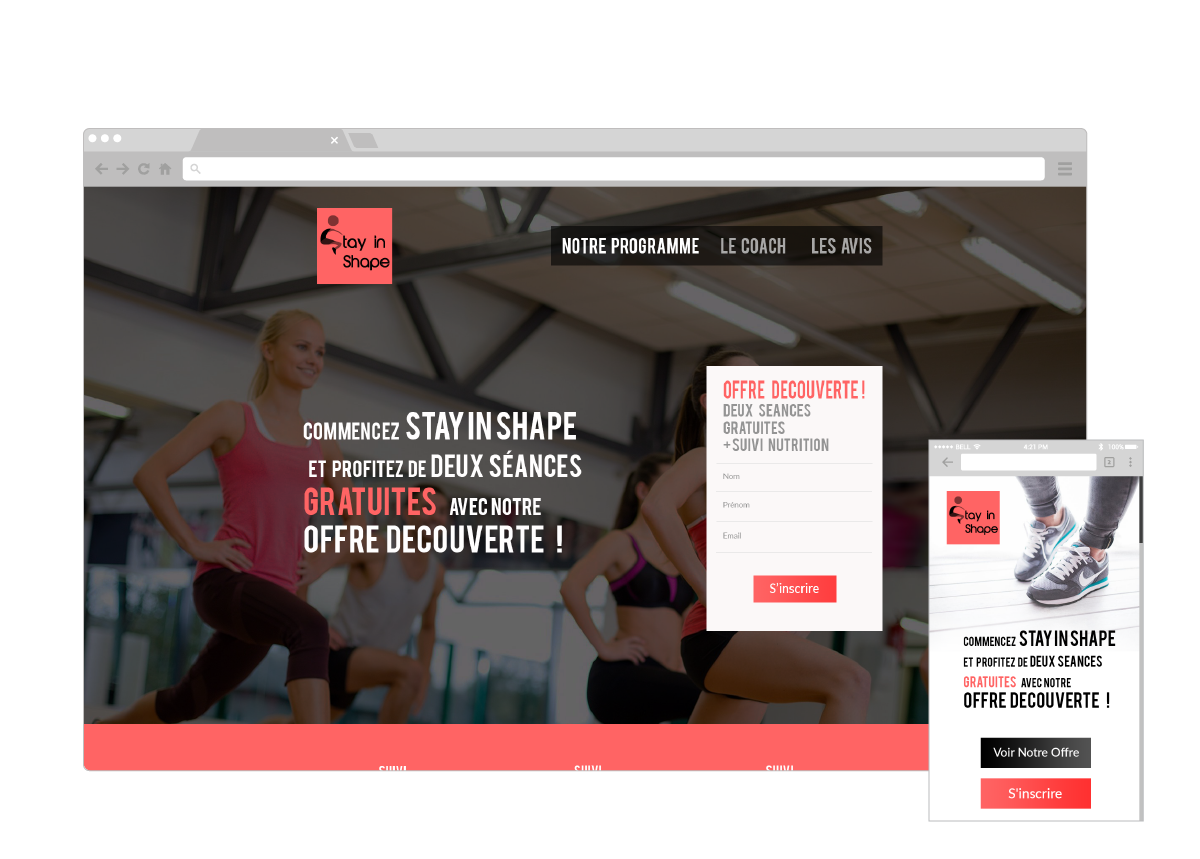 Stay in
Shape
NOTRE PROGRAMME LE COACH LES AVIS
COMMENCEZ STAY IN SHAPE
ET PROFITEZ DE DEUX SÉANCES
GRATUITES AVEC NOTRE
OFFRE DECOUVERTE !
OFFRE DECOUVERTE !
DEUX SEANCES
GRATUITES
+ SUIVI NUTRITION
Nom
Prénom
Email
S'inscrire
SUIVI SUIVI SUIVI
BELL 4:21 PM 100%
Stay in
Shape
COMMENCEZ STAY IN SHAPE
ET PROFITEZ DE DEUX SEANCES
GRATUITES AVEC NOTRE
OFFRE DECOUVERTE !
Voir Notre Offre
S'inscrire